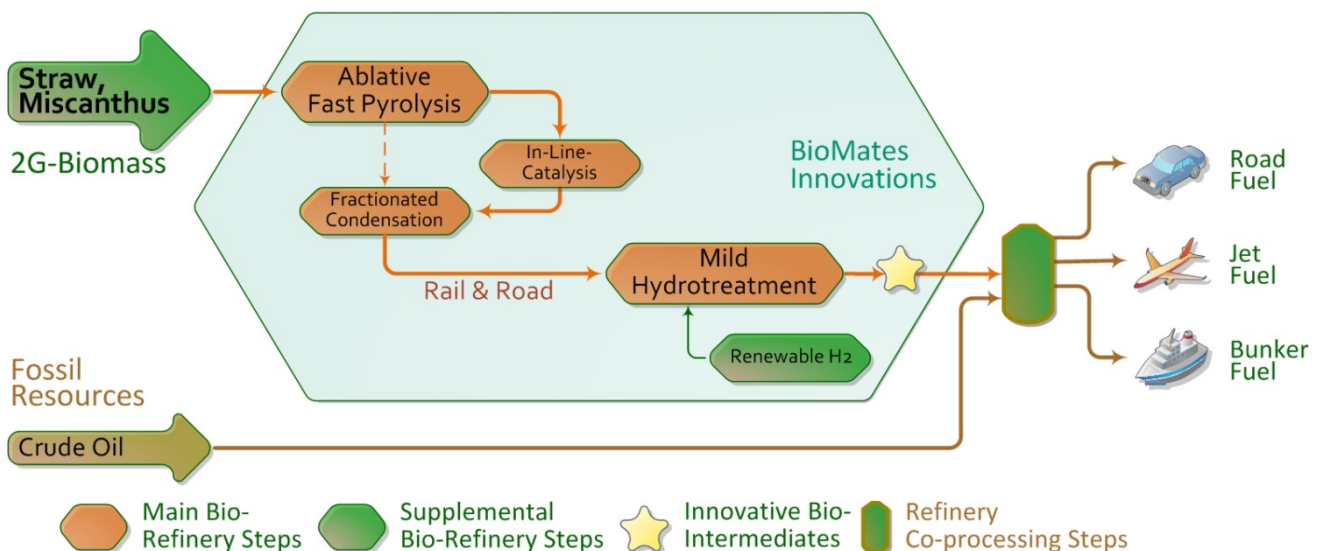 Straw,
Miscanthus
2G-Biomass
Ablative
Fast Pyrolysis
In-Line-
Catalysis
Fractionated
Condensation
BioMates
Innovations
Rail & Road
Mild
Hydrotreatment
Renewable H2
Road
Fuel
Jet
Fuel
Bunker
Fuel
Fossil
Resources
Crude Oil
Main Bio-
Refinery Steps
Supplemental
Bio-Refinery Steps
Innovative Bio-
Intermediates
Refinery
Co-processing Steps